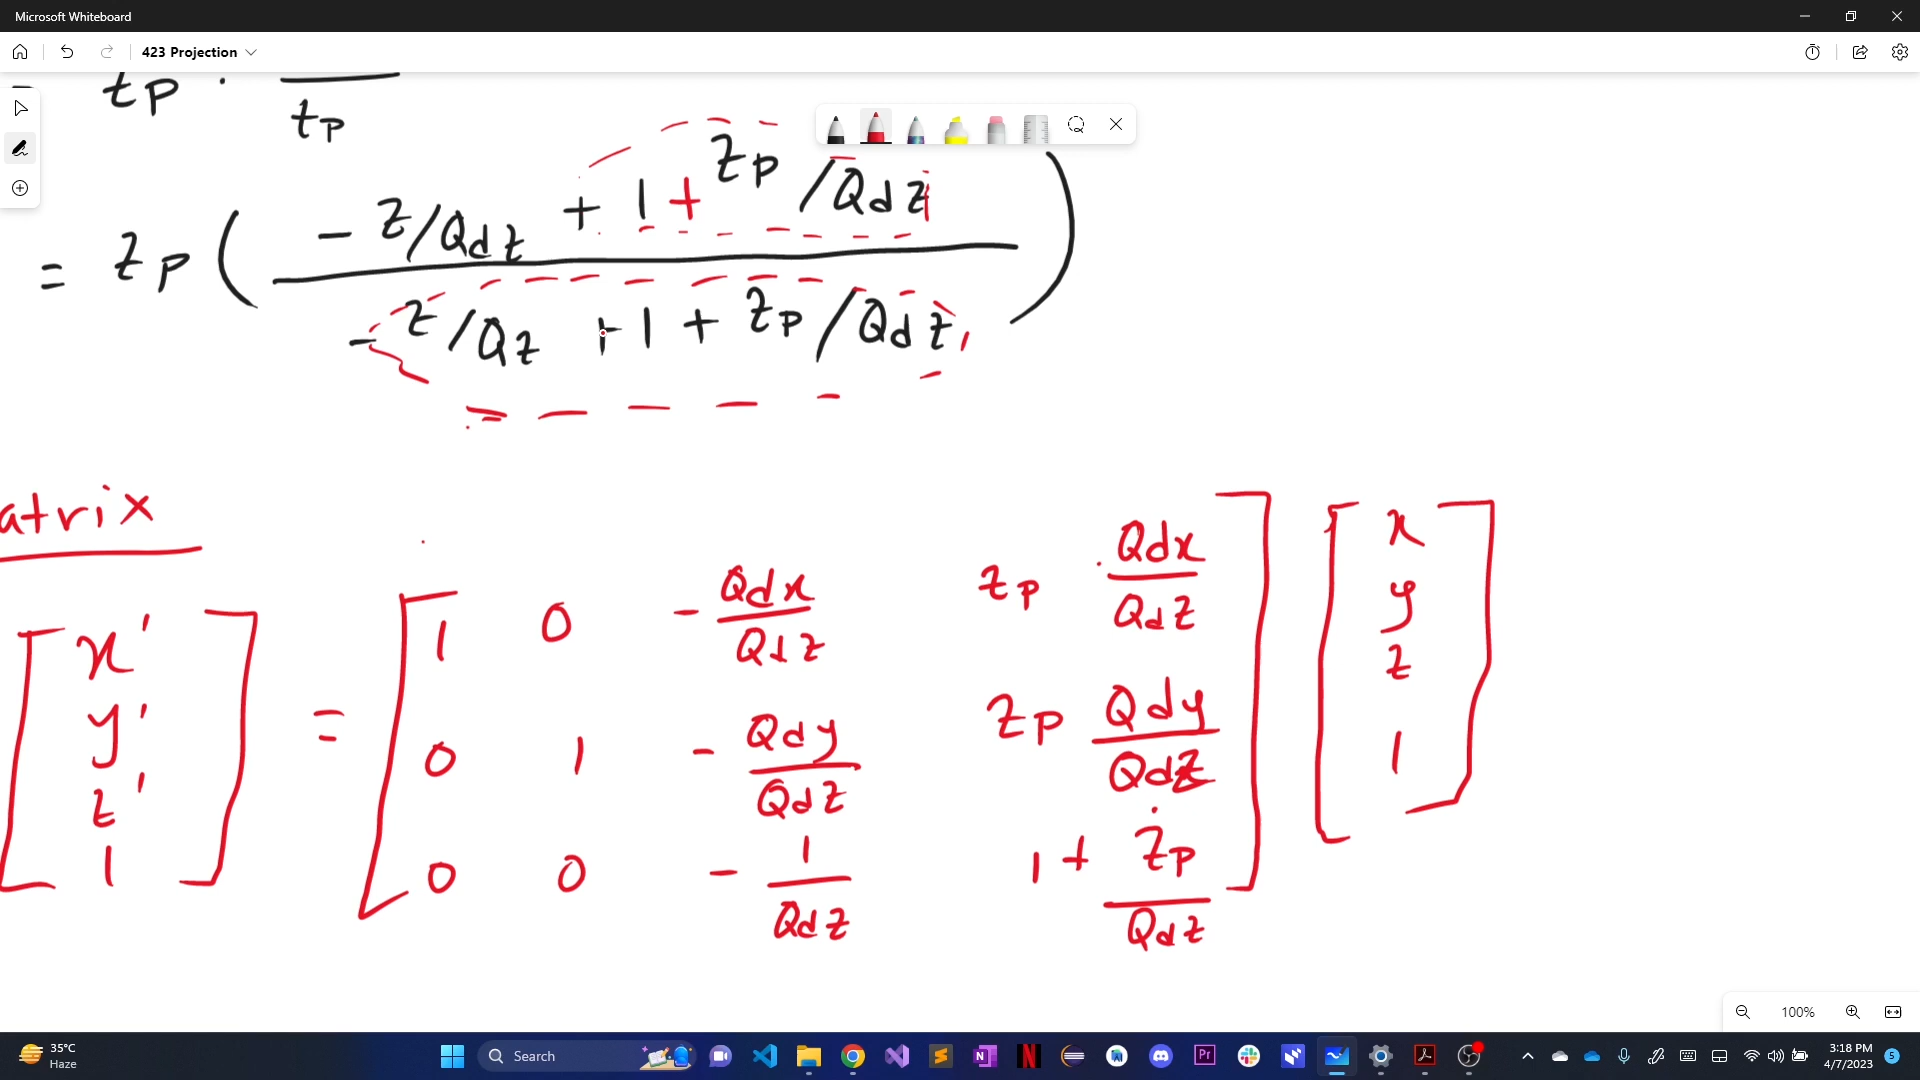 Microsoft Whiteboard
423 Projection
zp ·
tp
= zp ( -z/Qdz + 1 + zp/Qdz )
-z/Qz + 1 + zp/Qdz
atrix
[ x' = [ 1 0 - Qdx/Qdz zp · Qdx/Qdz ] [ x ]
y' 0 1 - Qdy/Qdz zp Qdy/Qdz y
z' 0 0 - 1/Qdz 1 + zp/Qdz z
1 ] 1
100%
35°C
Haze
Search
3:18 PM
4/7/2023
5